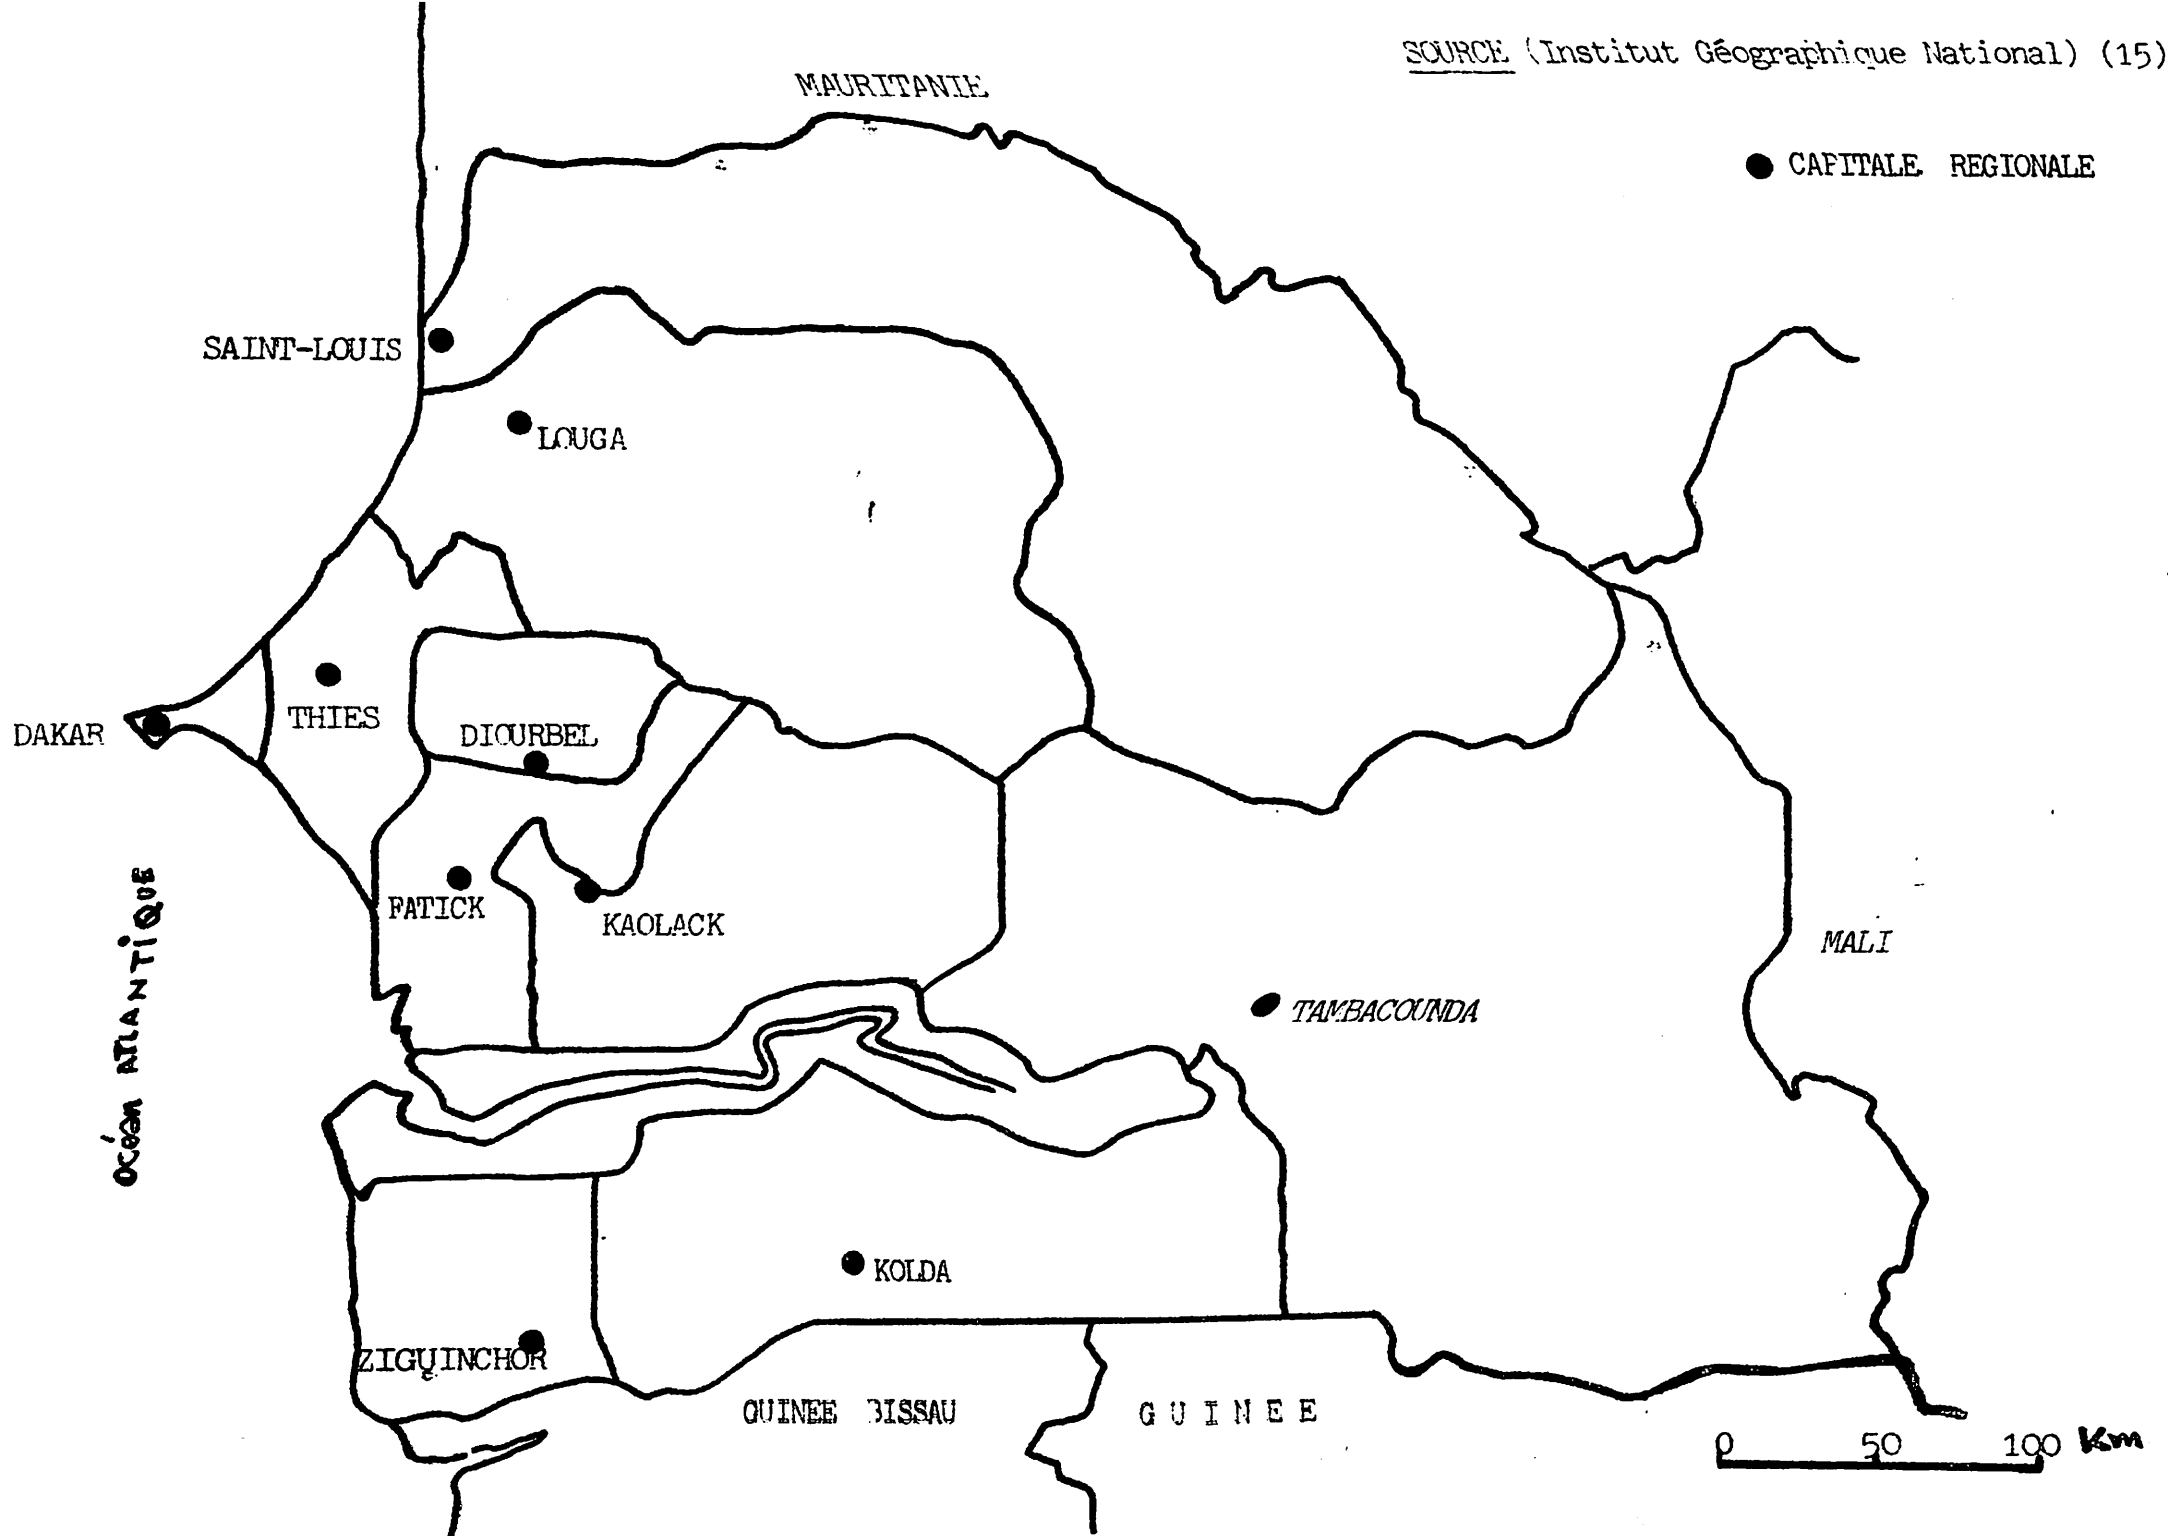 SOURCE (Institut Géographique National) (15)
MAURITANIE
CAPITALE REGIONALE
SAINT-LOUIS
LOUGA
THIES
DAKAR
DIOURBEL
FATICK
KAOLACK
OCÉAN ATLANTIQUE
MALI
TAMBACOUNDA
KOLDA
ZIGUINCHOR
GUINEE BISSAU
GUINEE
0 50 100 Km